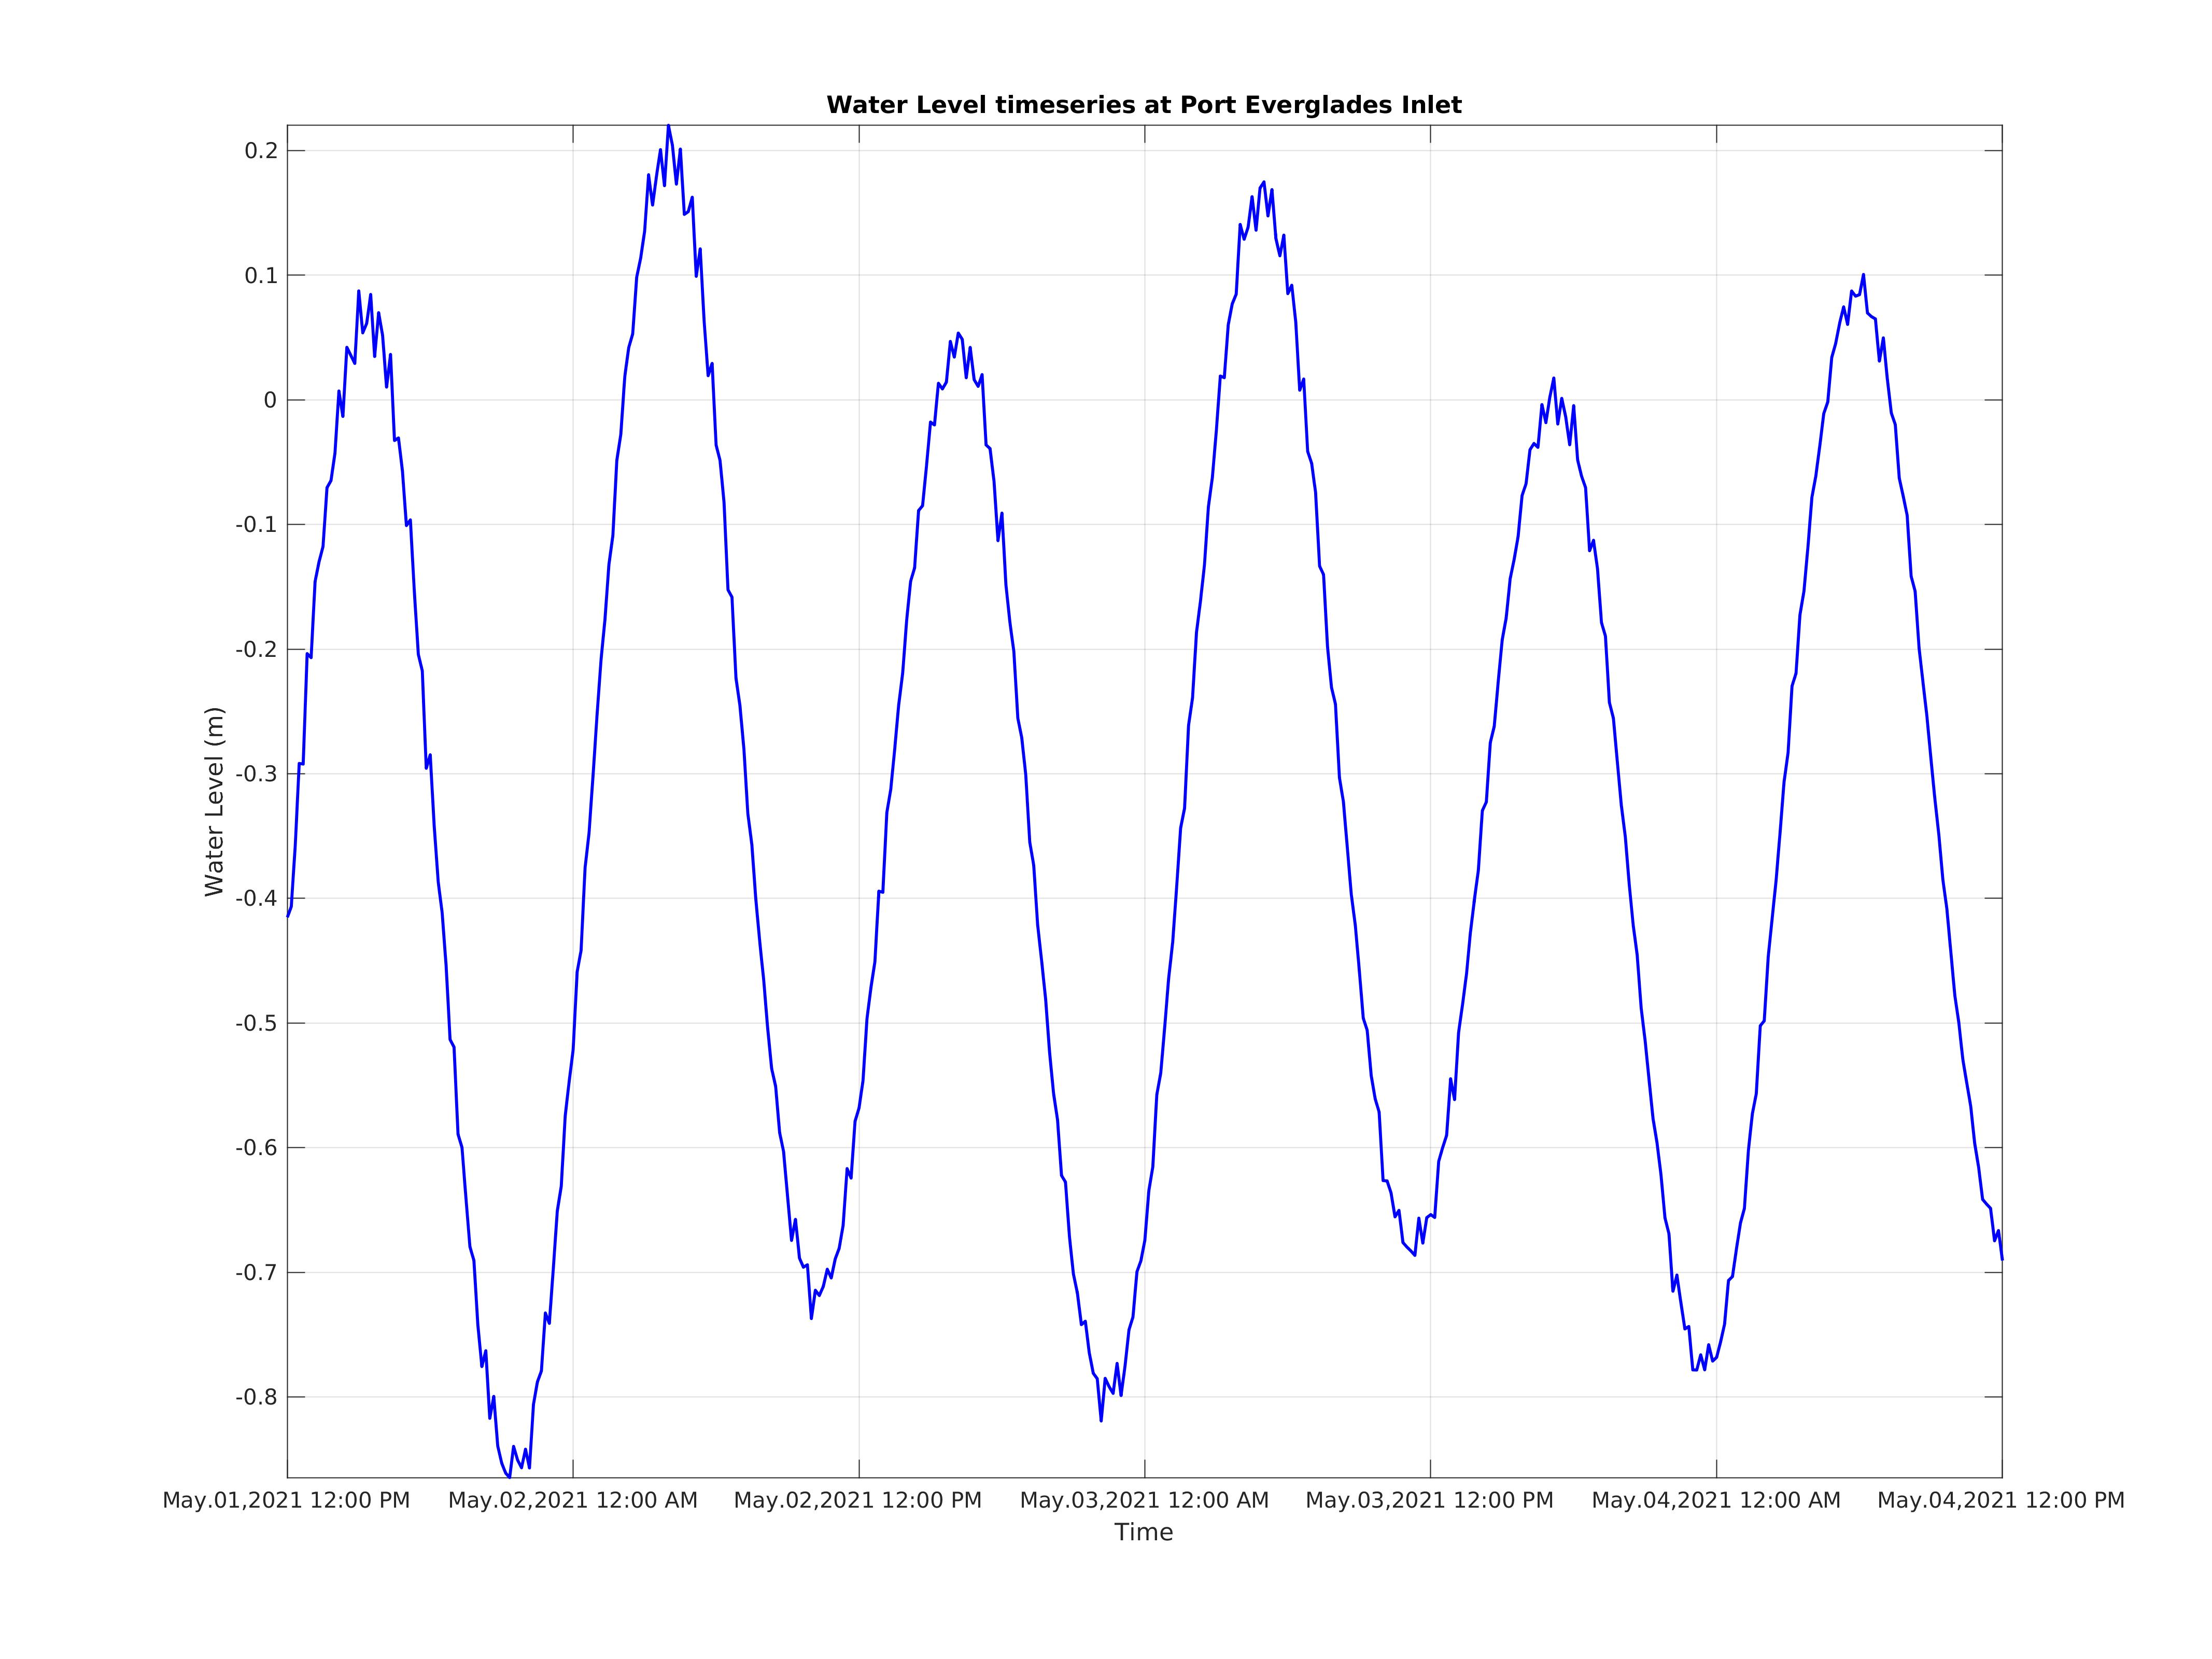 Water Level timeseries at Port Everglades Inlet
0.2
0.1
0
-0.1
-0.2
-0.3
-0.4
-0.5
-0.6
-0.7
-0.8
Water Level (m)
May.01,2021 12:00 PM
May.02,2021 12:00 AM
May.02,2021 12:00 PM
May.03,2021 12:00 AM
May.03,2021 12:00 PM
May.04,2021 12:00 AM
May.04,2021 12:00 PM
Time